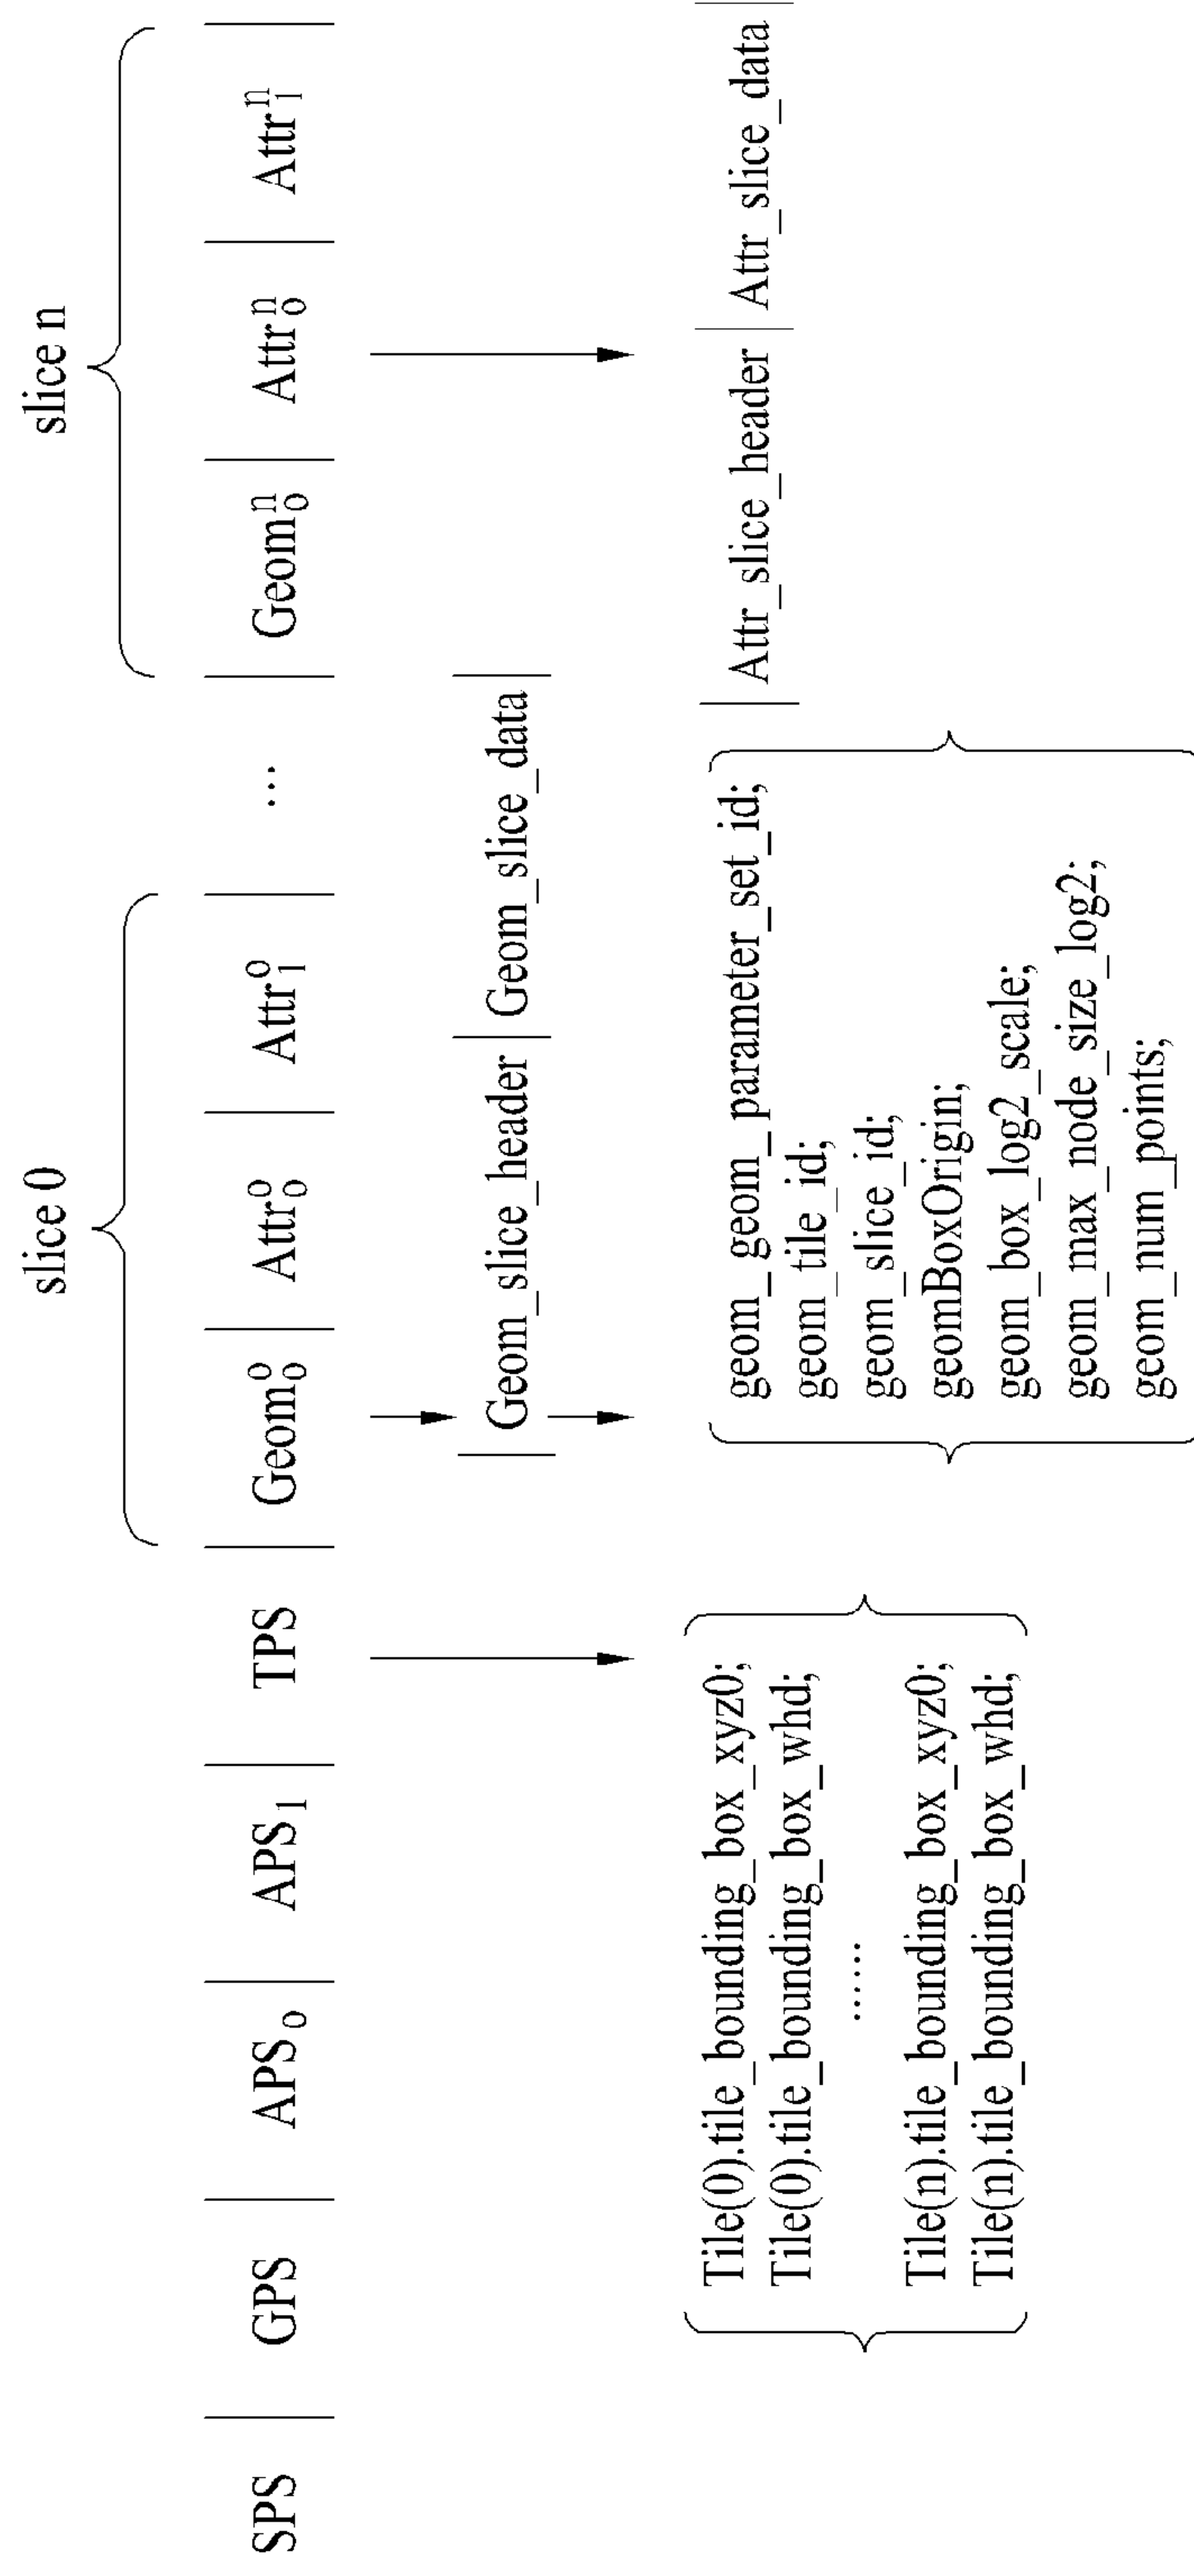 slice 0
slice n
SPS | GPS | APS₀ | APS₁ | TPS | Geom₀⁰ | Attr₀⁰ | Attr₁⁰ | ... | Geom₀ⁿ | Attr₀ⁿ | Attr₁ⁿ |
| Geom_slice_header | Geom_slice_data |
Tile(0).tile_bounding_box_xyz0;
Tile(0).tile_bounding_box_whd;
......
Tile(n).tile_bounding_box_xyz0;
Tile(n).tile_bounding_box_whd;
geom_geom_parameter_set_id;
geom_tile_id;
geom_slice_id;
geomBoxOrigin;
geom_box_log2_scale;
geom_max_node_size_log2;
geom_num_points;
| Attr_slice_header | Attr_slice_data |